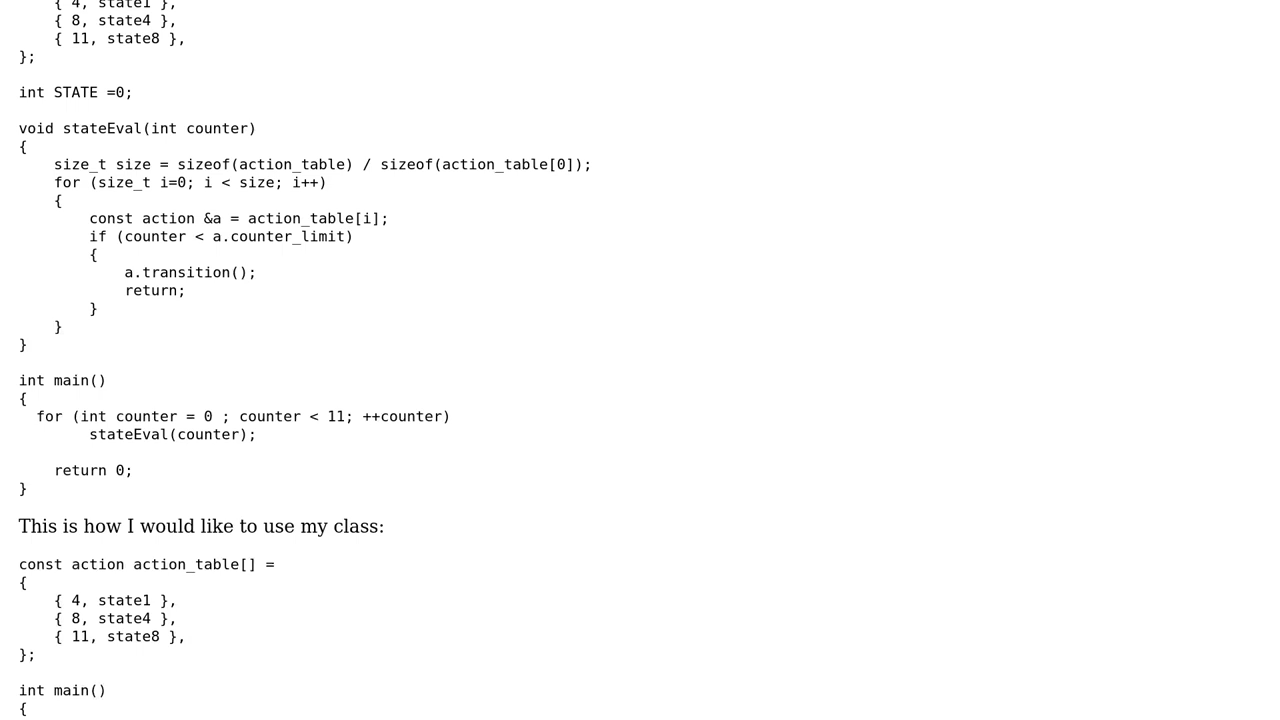 { 4, state1 },
    { 8, state4 },
    { 11, state8 },
};

int STATE =0;

void stateEval(int counter)
{
    size_t size = sizeof(action_table) / sizeof(action_table[0]);
    for (size_t i=0; i < size; i++)
    {
        const action &a = action_table[i];
        if (counter < a.counter_limit)
        {
            a.transition();
            return;
        }
    }
}

int main()
{
  for (int counter = 0 ; counter < 11; ++counter)
        stateEval(counter);

    return 0;
}
This is how I would like to use my class:
const action action_table[] =
{
    { 4, state1 },
    { 8, state4 },
    { 11, state8 },
};

int main()
{